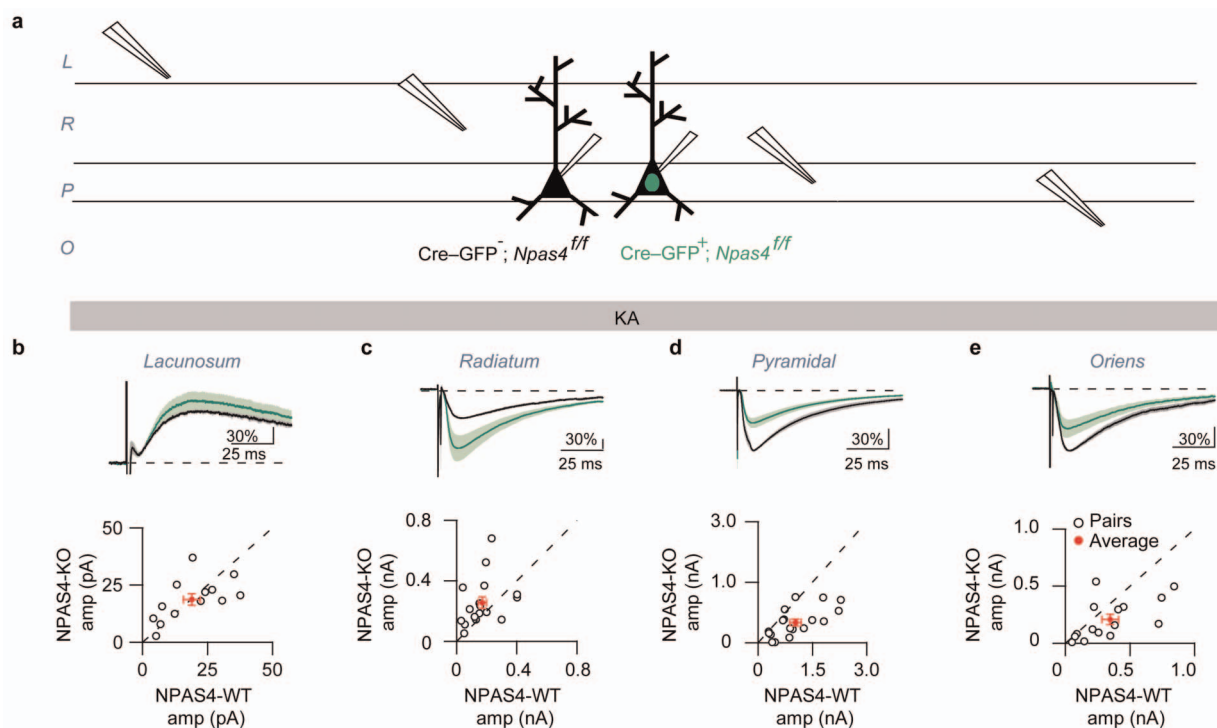 a
L
R
P
O
Cre–GFP⁻; Npas4 f/f
Cre–GFP⁺; Npas4 f/f
KA
b
Lacunosum
30%
25 ms
NPAS4-KO
amp (pA)
50
25
0
0
25
50
NPAS4-WT
amp (pA)
c
Radiatum
30%
25 ms
NPAS4-KO
amp (nA)
0.8
0.4
0
0
0.4
0.8
NPAS4-WT
amp (nA)
d
Pyramidal
30%
25 ms
NPAS4-KO
amp (nA)
3.0
1.0
0
0
1.5
3.0
NPAS4-WT
amp (nA)
e
Oriens
30%
25 ms
Pairs
Average
NPAS4-KO
amp (nA)
1.0
0.5
0
0
0.5
1.0
NPAS4-WT
amp (nA)